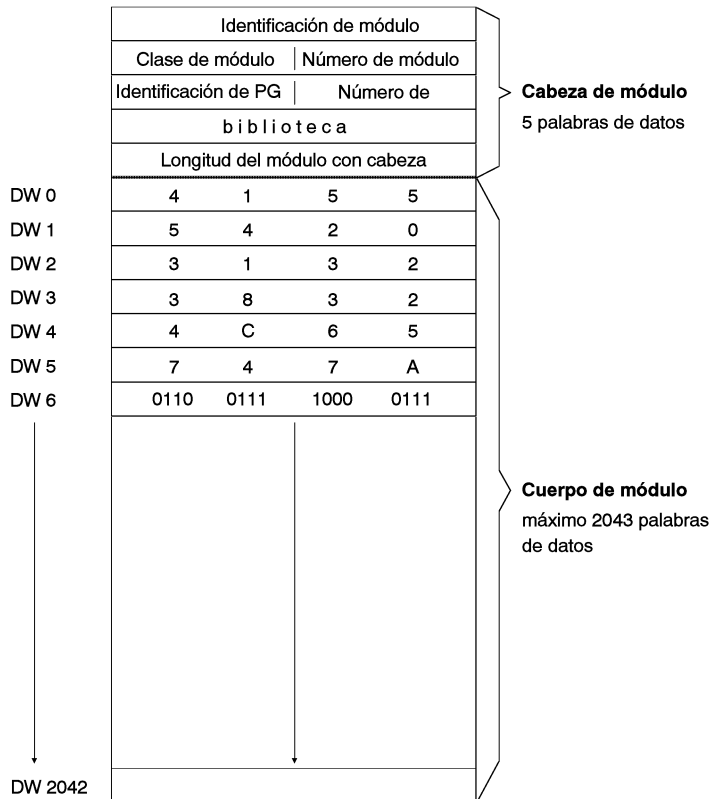 Identificación de módulo
Clase de módulo Número de módulo
Identificación de PG Número de
biblioteca
Longitud del módulo con cabeza
Cabeza de módulo
5 palabras de datos
DW 0 4 1 5 5
DW 1 5 4 2 0
DW 2 3 1 3 2
DW 3 3 8 3 2
DW 4 4 C 6 5
DW 5 7 4 7 A
DW 6 0110 0111 1000 0111
Cuerpo de módulo
máximo 2043 palabras
de datos
DW 2042